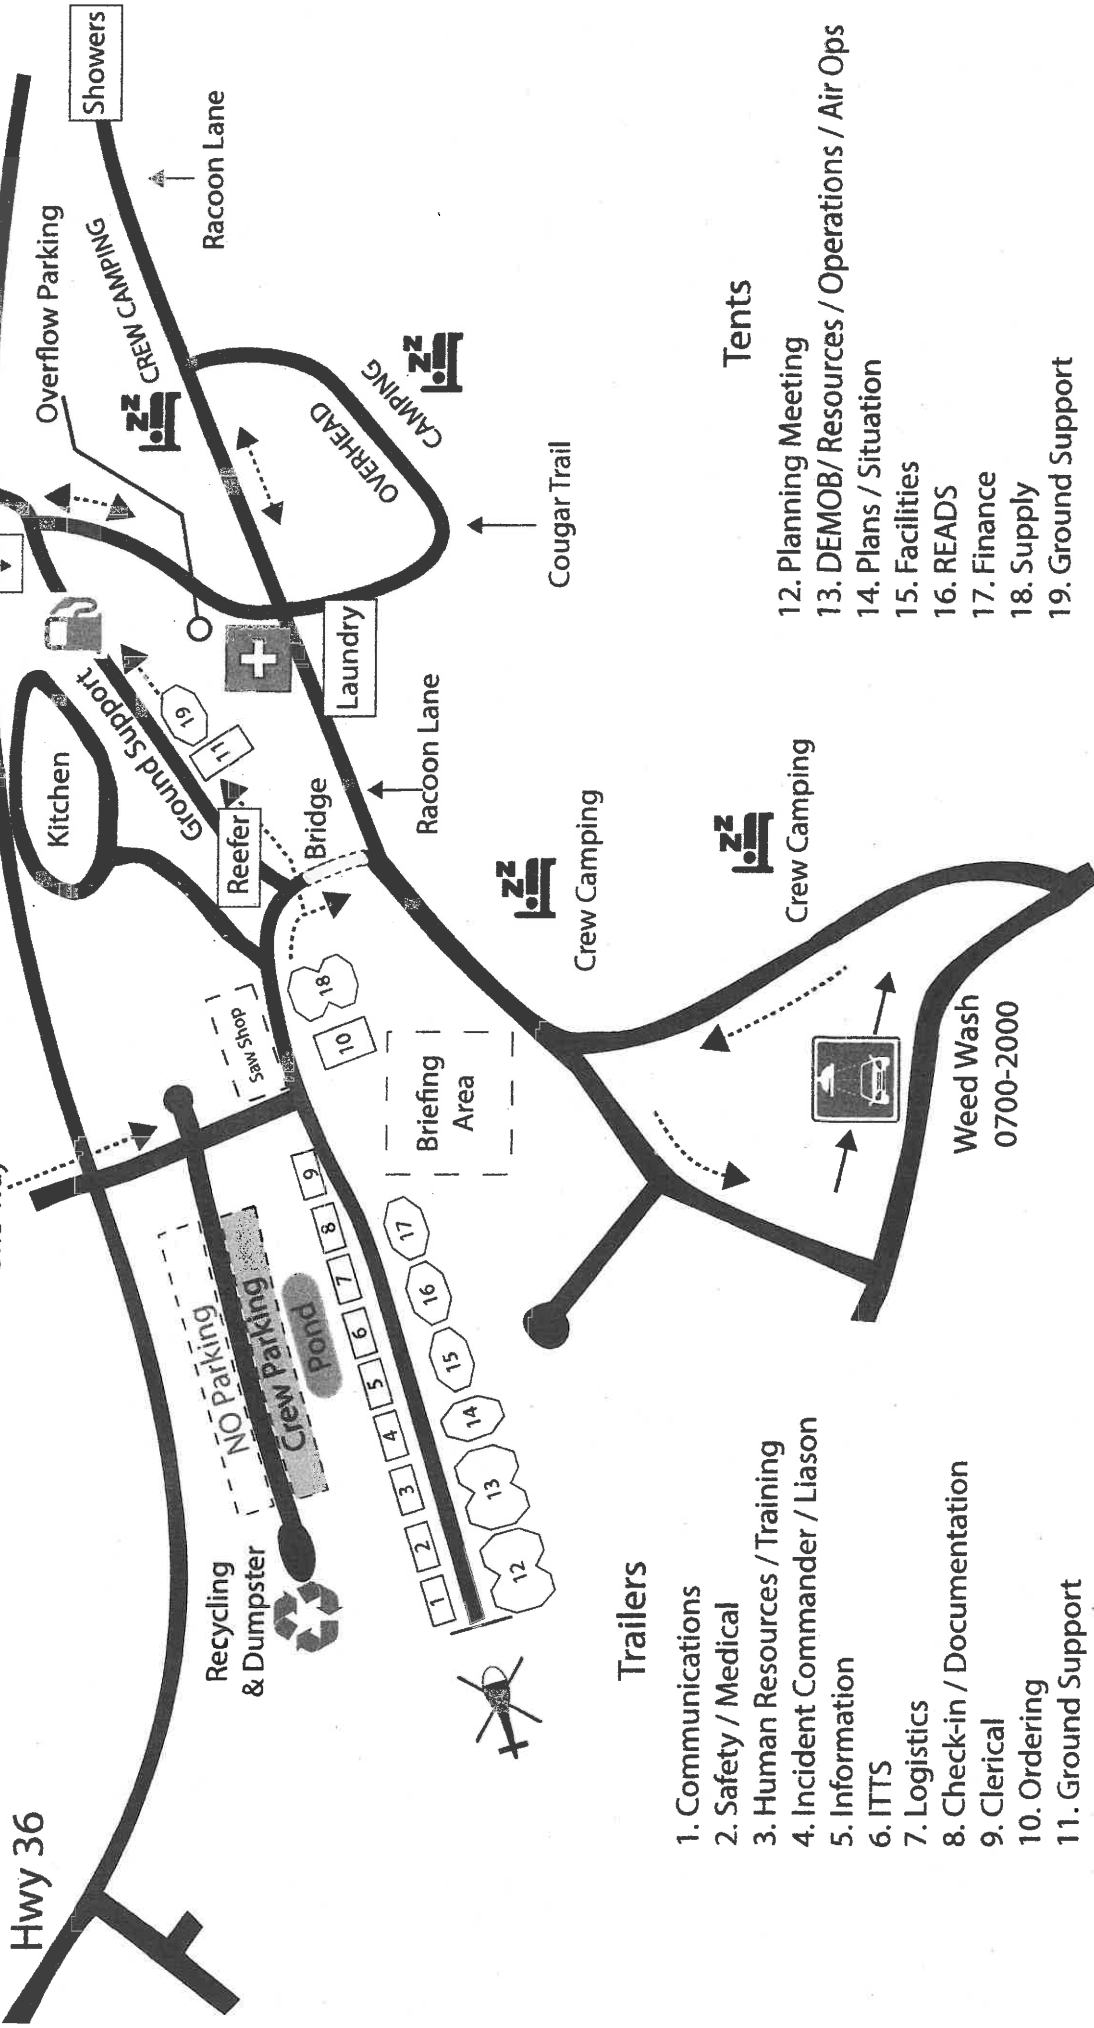 Hwy 36
Showers
Racoon Lane
Overflow Parking
CREW CAMPING
OVERHEAD
CAMPING
Cougar Trail
Laundry
Racoon Lane
Kitchen
Ground Support
19
11
Reefer
Bridge
Saw Shop
18
10
Briefing
Area
Crew Camping
Crew Camping
Weed Wash
0700-2000
NO Parking
Crew Parking
Pond
Recycling
& Dumpster
1
2
3
4
5
6
7
8
9
12
13
14
15
16
17
Trailers
1. Communications
2. Safety / Medical
3. Human Resources / Training
4. Incident Commander / Liason
5. Information
6. ITTS
7. Logistics
8. Check-in / Documentation
9. Clerical
10. Ordering
11. Ground Support
Tents
12. Planning Meeting
13. DEMOB/ Resources / Operations / Air Ops
14. Plans / Situation
15. Facilities
16. READS
17. Finance
18. Supply
19. Ground Support